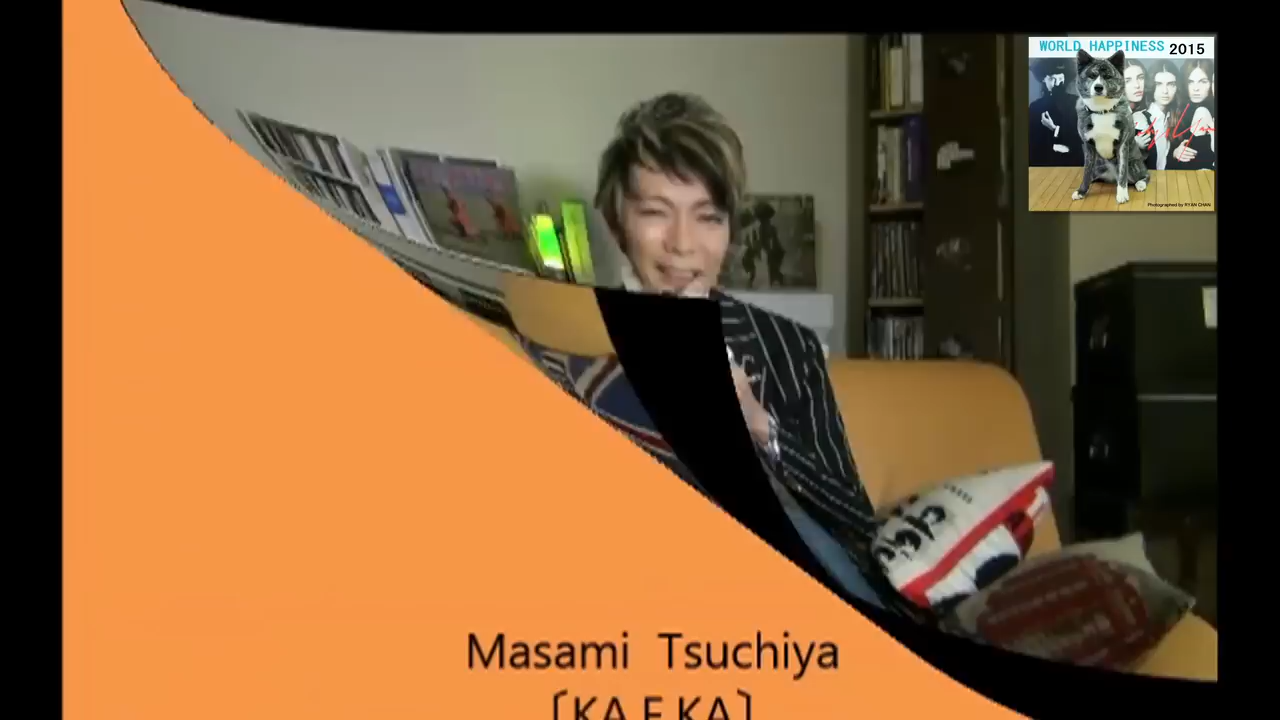 WORLD HAPPINESS 2015
Photographed by RYAN CHAN
Masami Tsuchiya
[KA.F.KA]